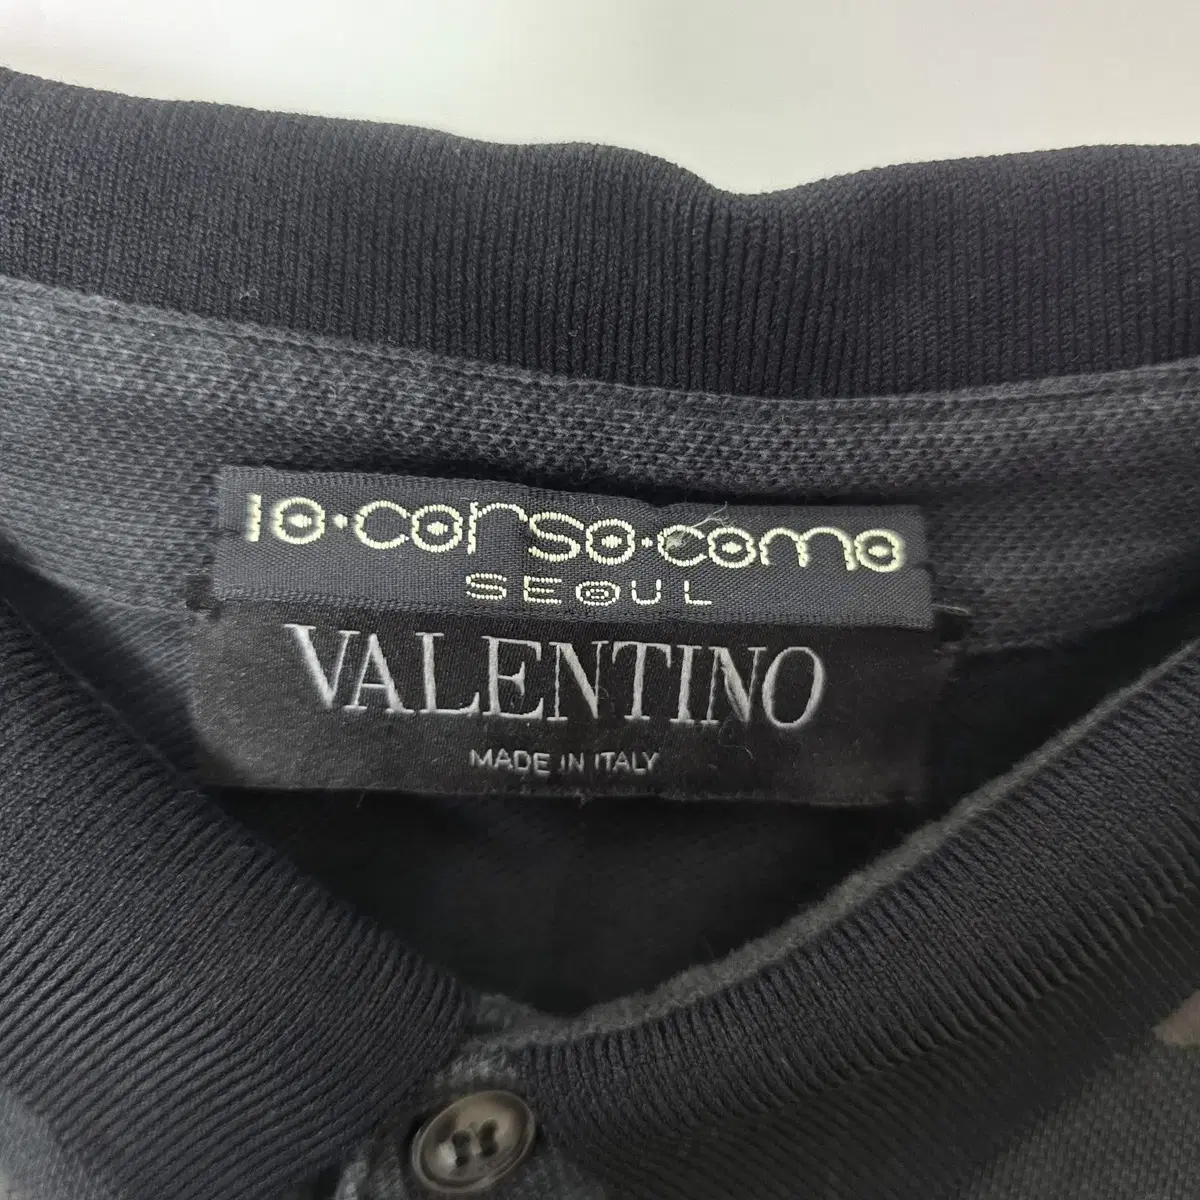 10·corso·como
SEOUL
VALENTINO
MADE IN ITALY